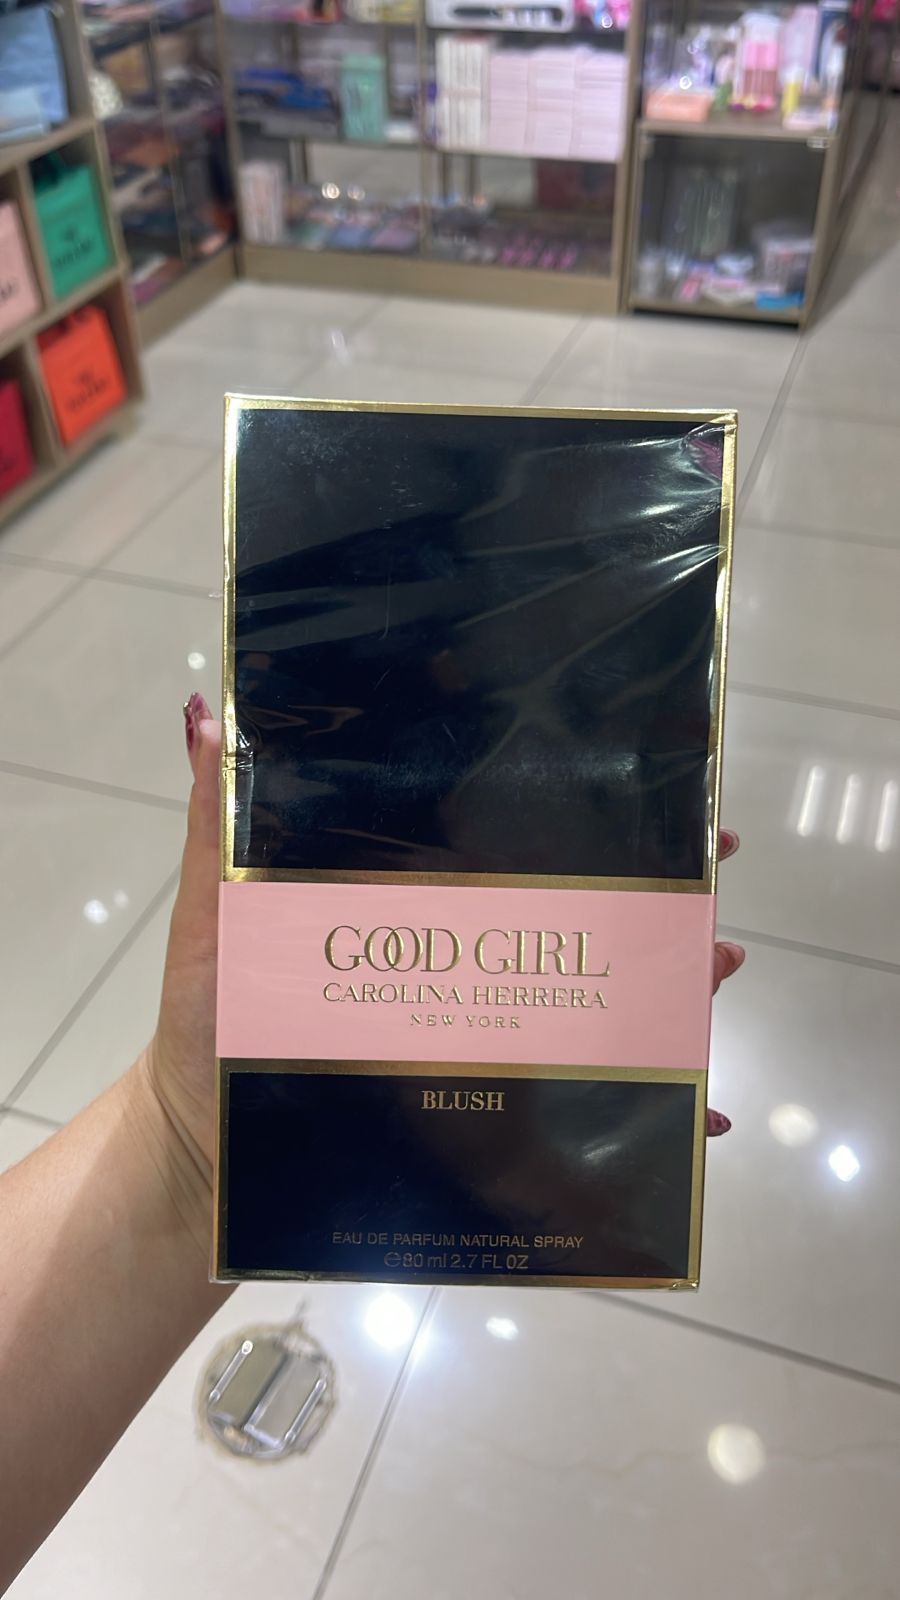 GOOD GIRL
CAROLINA HERRERA
NEW YORK
BLUSH
EAU DE PARFUM NATURAL SPRAY
℮80 ml 2.7 FL OZ